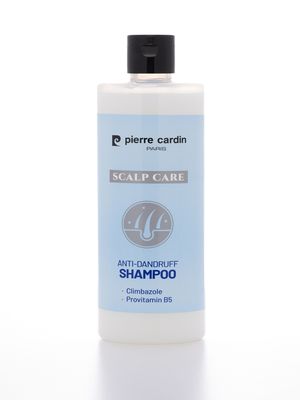 pierre cardin
PARIS
SCALP CARE
ANTI-DANDRUFF
SHAMPOO
· Climbazole
· Provitamin B5